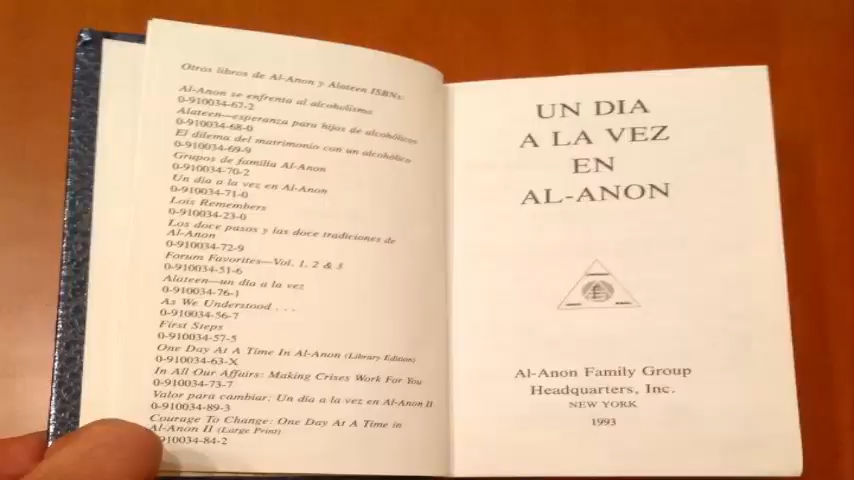 Otros libros de Al-Anon y Alateen ISBNs:
Al-Anon se enfrenta al alcoholismo
0-910034-67-2
Alateen—esperanza para hijos de alcohólicos
0-910034-68-0
El dilema del matrimonio con un alcohólico
0-910034-69-9
Grupos de familia Al-Anon
0-910034-70-2
Un día a la vez en Al-Anon
0-910034-71-0
Lois Remembers
0-910034-23-0
Los doce pasos y las doce tradiciones de
Al-Anon
0-910034-72-9
Forum Favorites—Vol. 1, 2 & 3
0-910034-51-6
Alateen—un día a la vez
0-910034-76-1
As We Understood . . .
0-910034-56-7
First Steps
0-910034-57-5
One Day At A Time In Al-Anon (Library Edition)
0-910034-63-X
In All Our Affairs: Making Crises Work For You
0-910034-73-7
Valor para cambiar: Un día a la vez en Al-Anon II
0-910034-89-3
Courage To Change: One Day At A Time in
Al-Anon II (Large Print)
910034-84-2
UN DIA
A LA VEZ
EN
AL-ANON
Al-Anon Family Group
Headquarters, Inc.
NEW YORK
1993